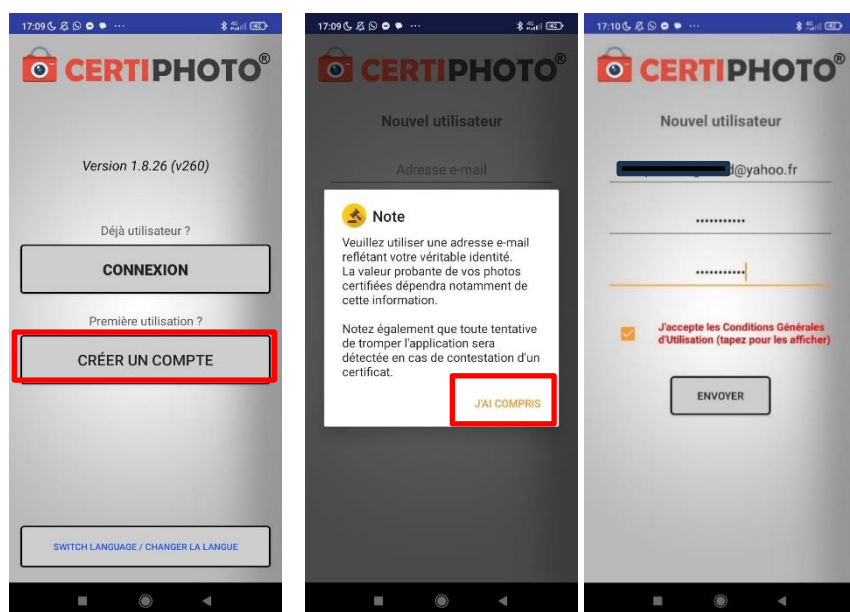 17:09
42
CERTIPHOTO®
Version 1.8.26 (v260)
Déjà utilisateur ?
CONNEXION
Première utilisation ?
CRÉER UN COMPTE
SWITCH LANGUAGE / CHANGER LA LANGUE
17:09
42
CERTIPHOTO®
Nouvel utilisateur
Adresse e-mail
Note
Veuillez utiliser une adresse e-mail
reflétant votre véritable identité.
La valeur probante de vos photos
certifiées dépendra notamment de
cette information.
Notez également que toute tentative
de tromper l'application sera
détectée en cas de contestation d'un
certificat.
J'AI COMPRIS
17:10
CERTIPHOTO®
Nouvel utilisateur
@yahoo.fr
•••••••••••
•••••••••••
J'accepte les Conditions Générales
d'Utilisation (tapez pour les afficher)
ENVOYER